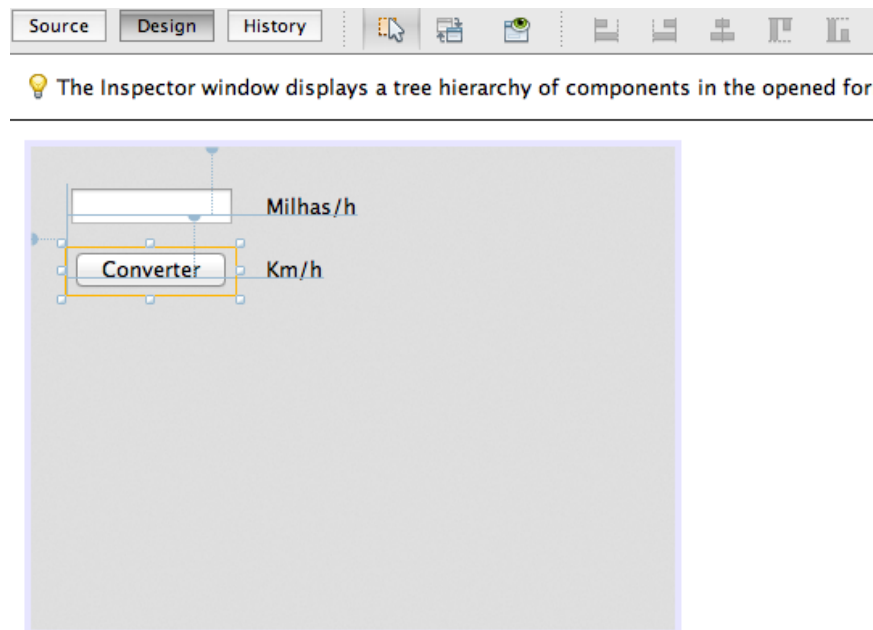 Source Design History
The Inspector window displays a tree hierarchy of components in the opened for
Milhas/h
Converter Km/h